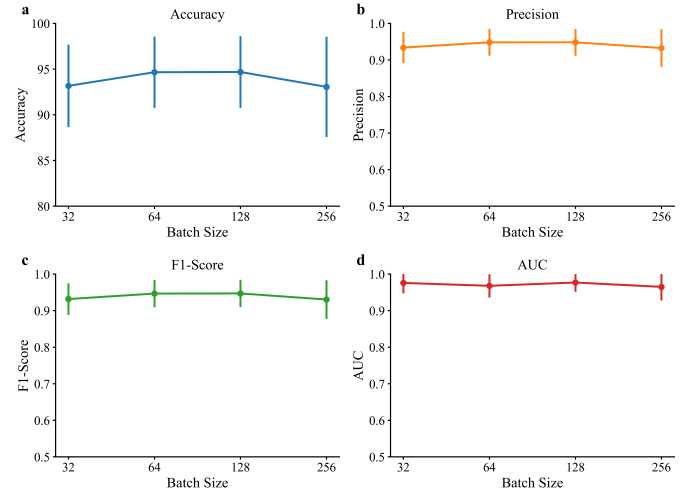 a
Accuracy
100
95
90
85
80
Accuracy
32 64 128 256
Batch Size
b
Precision
1.0
0.9
0.8
0.7
0.6
0.5
Precision
32 64 128 256
Batch Size
c
F1-Score
1.0
0.9
0.8
0.7
0.6
0.5
F1-Score
32 64 128 256
Batch Size
d
AUC
1.0
0.9
0.8
0.7
0.6
0.5
AUC
32 64 128 256
Batch Size